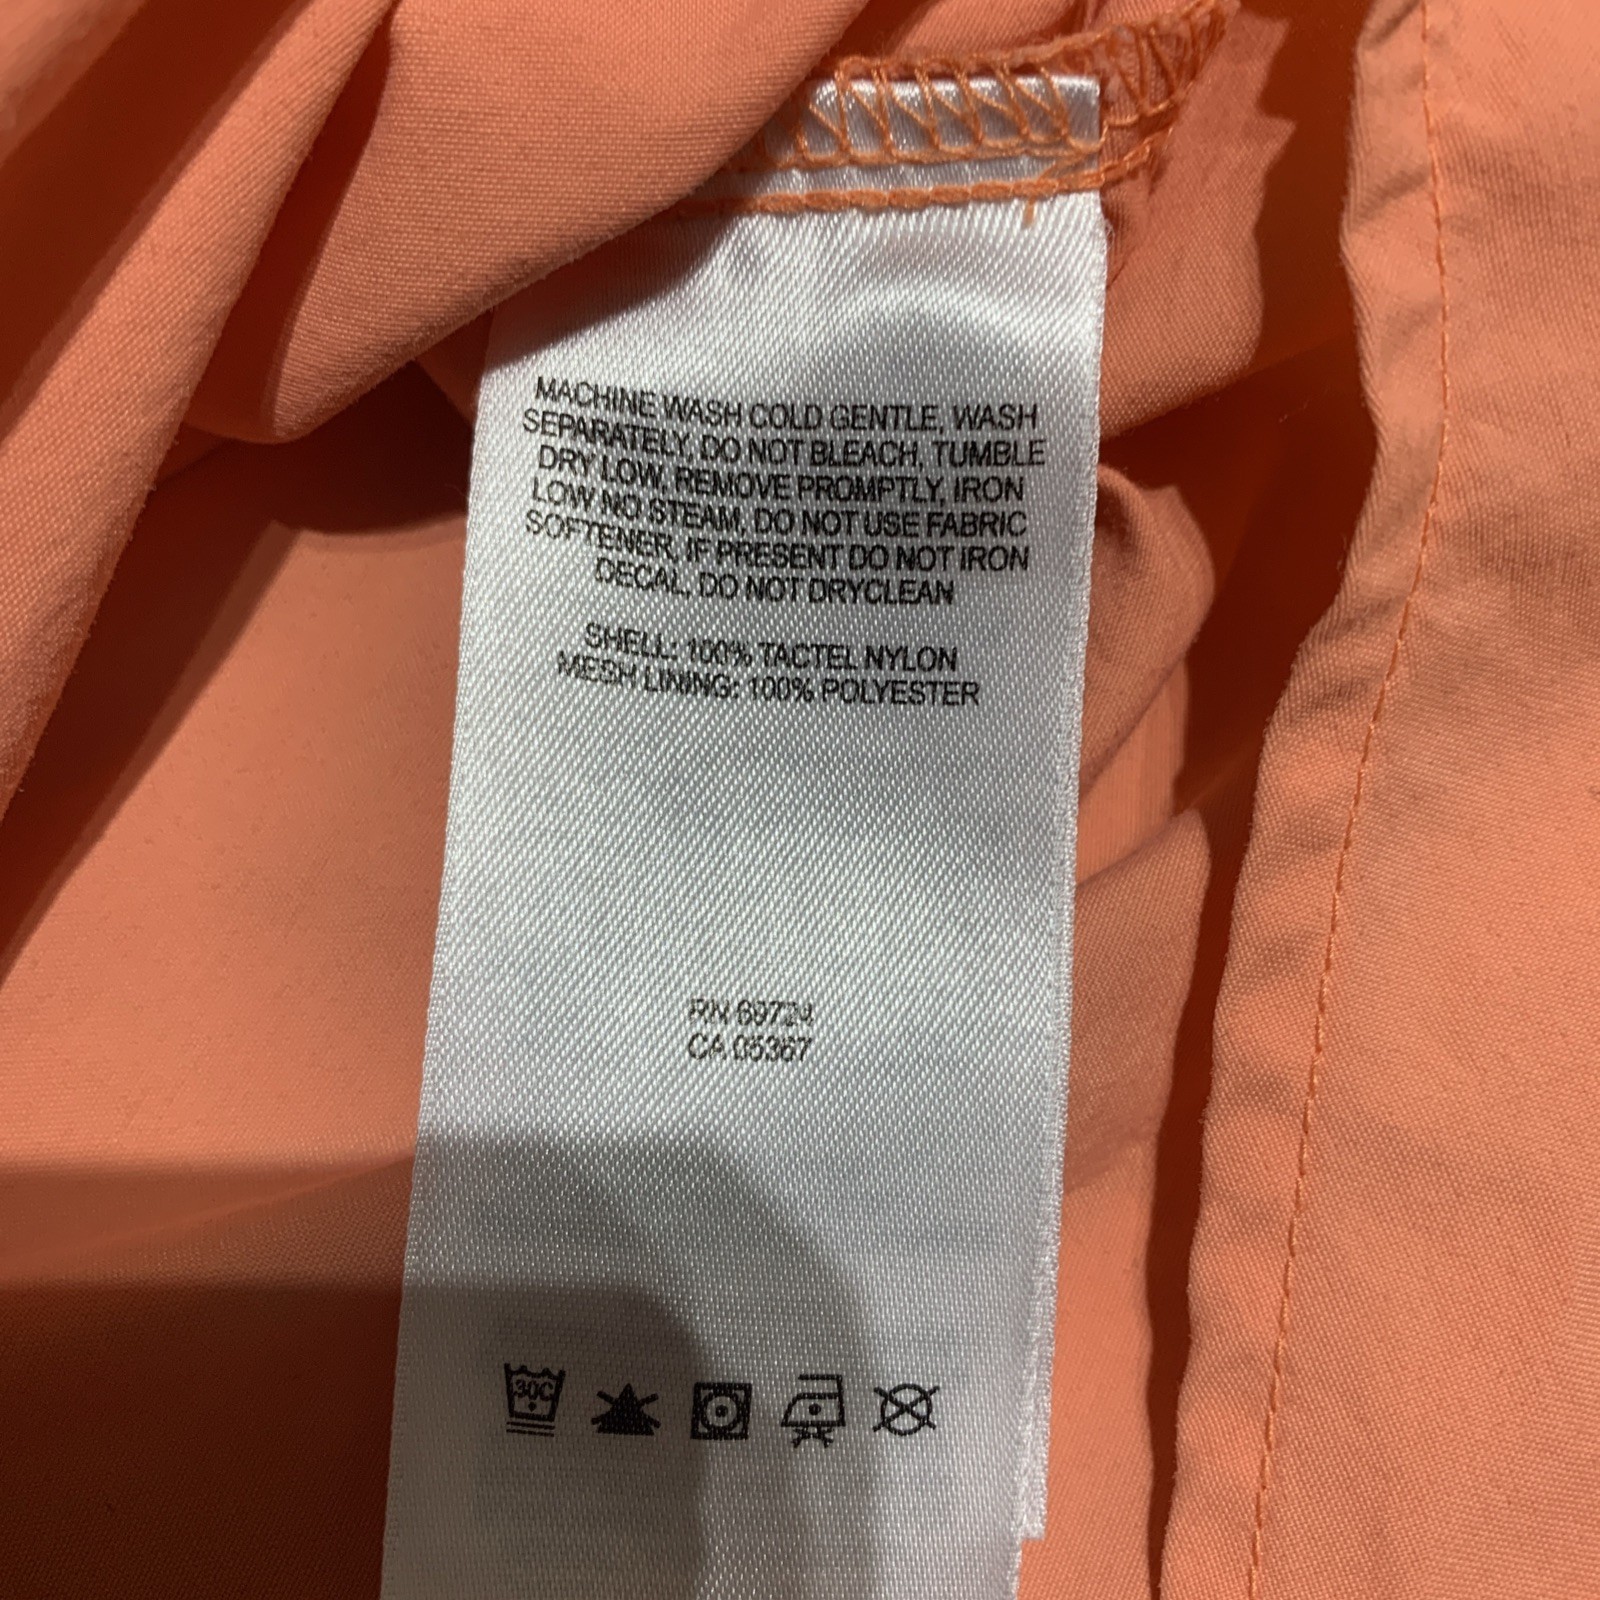 MACHINE WASH COLD GENTLE, WASH
SEPARATELY, DO NOT BLEACH, TUMBLE
DRY LOW, REMOVE PROMPTLY, IRON
LOW NO STEAM, DO NOT USE FABRIC
SOFTENER, IF PRESENT DO NOT IRON
DECAL, DO NOT DRYCLEAN
SHELL: 100% TACTEL NYLON
MESH LINING: 100% POLYESTER
RN 69724
CA 05367
30C